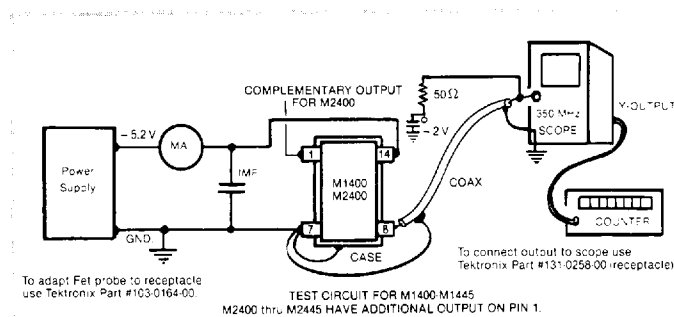 COMPLEMENTARY OUTPUT
FOR M2400
50Ω
−2V
350 MHz
SCOPE
Y-OUTPUT
−5.2V
MA
1
14
Power
Supply
1MF
M1400
M2400
COAX
7
8
GND.
CASE
COUNTER
To adapt Fet probe to receptacle
use Tektronix Part #103-0164-00.
To connect output to scope use
Tektronix Part #131-0258-00 (receptacle)
TEST CIRCUIT FOR M1400-M1445
M2400 thru M2445 HAVE ADDITIONAL OUTPUT ON PIN 1.